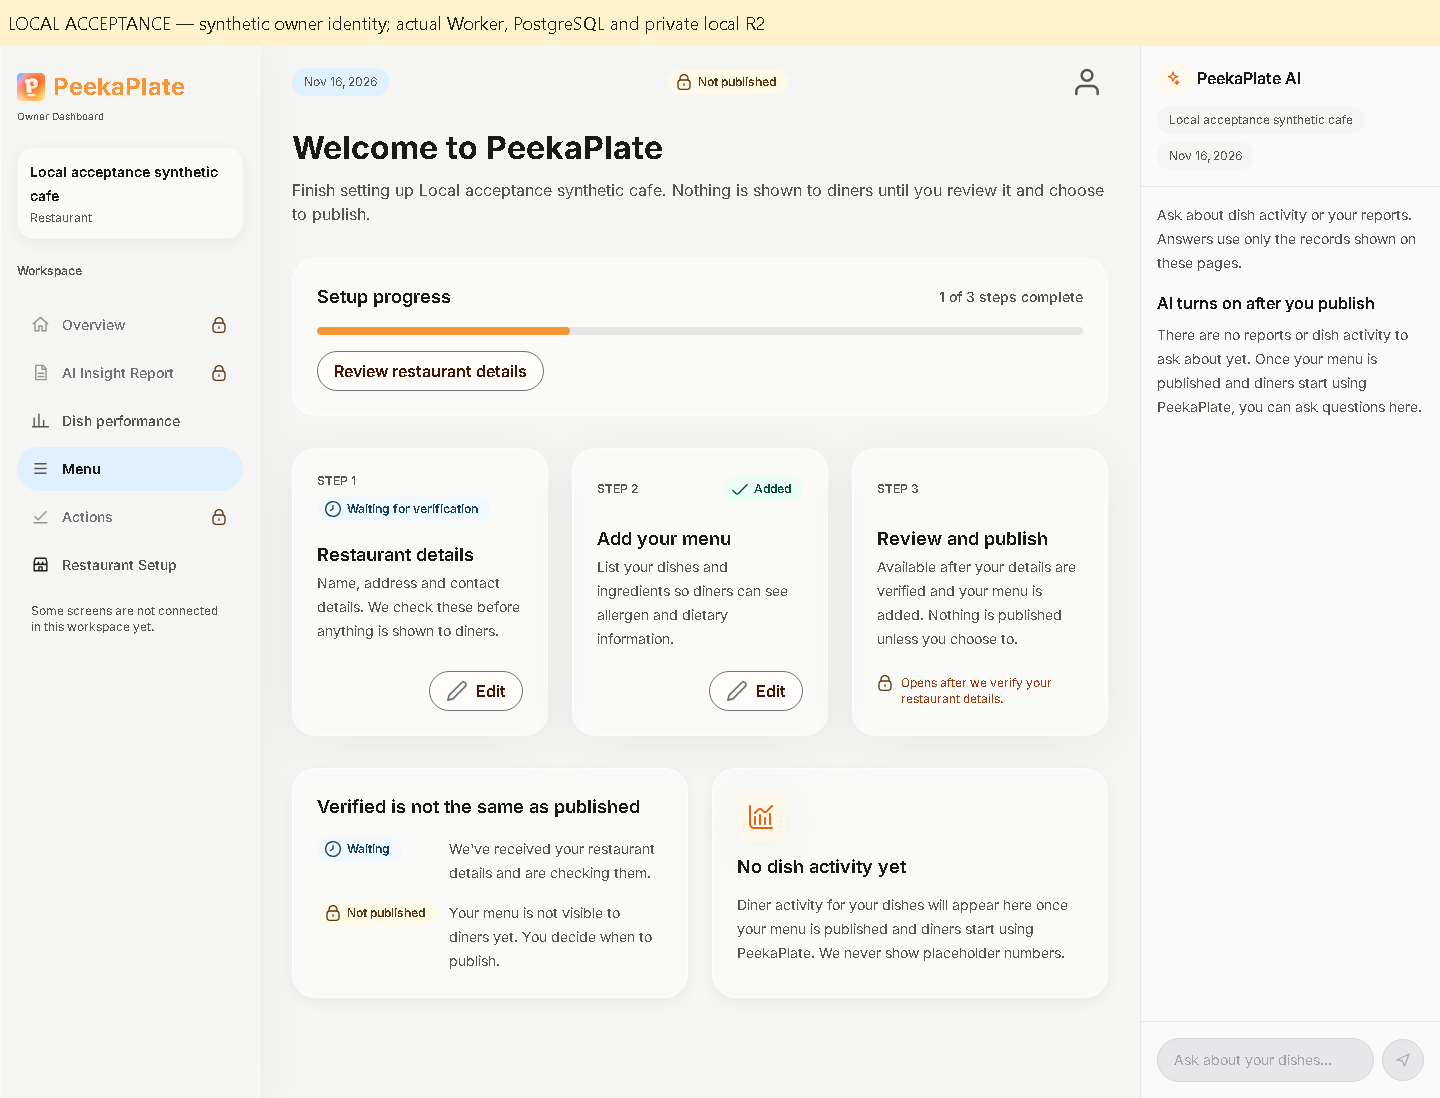 LOCAL ACCEPTANCE — synthetic owner identity; actual Worker, PostgreSQL and private local R2
PeekaPlate
Owner Dashboard
Local acceptance synthetic
cafe
Restaurant
Workspace
Overview
AI Insight Report
Dish performance
Menu
Actions
Restaurant Setup
Some screens are not connected
in this workspace yet.
Nov 16, 2026
Not published
Welcome to PeekaPlate
Finish setting up Local acceptance synthetic cafe. Nothing is shown to diners until you review it and choose
to publish.
Setup progress
1 of 3 steps complete
Review restaurant details
STEP 1
Waiting for verification
Restaurant details
Name, address and contact
details. We check these before
anything is shown to diners.
Edit
STEP 2
Added
Add your menu
List your dishes and
ingredients so diners can see
allergen and dietary
information.
Edit
STEP 3
Review and publish
Available after your details are
verified and your menu is
added. Nothing is published
unless you choose to.
Opens after we verify your
restaurant details.
Verified is not the same as published
Waiting
We've received your restaurant
details and are checking them.
Not published
Your menu is not visible to
diners yet. You decide when to
publish.
No dish activity yet
Diner activity for your dishes will appear here once
your menu is published and diners start using
PeekaPlate. We never show placeholder numbers.
PeekaPlate AI
Local acceptance synthetic cafe
Nov 16, 2026
Ask about dish activity or your reports.
Answers use only the records shown on
these pages.
AI turns on after you publish
There are no reports or dish activity to
ask about yet. Once your menu is
published and diners start using
PeekaPlate, you can ask questions here.
Ask about your dishes...